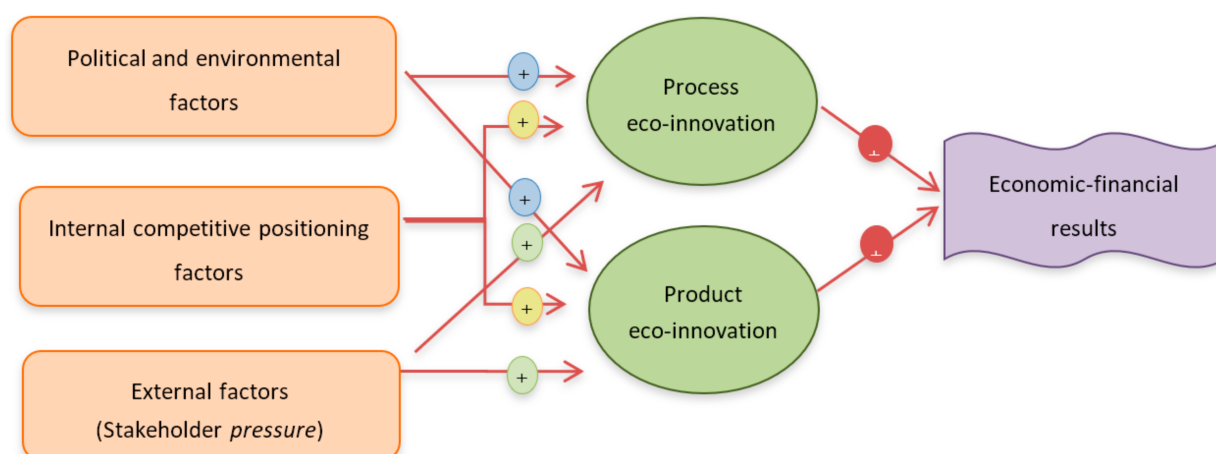 Political and environmental
factors
+
+
Process
eco-innovation
+
Internal competitive positioning
factors
+
+
Economic-financial
results
+
+
Product
eco-innovation
+
External factors
(Stakeholder pressure)
+